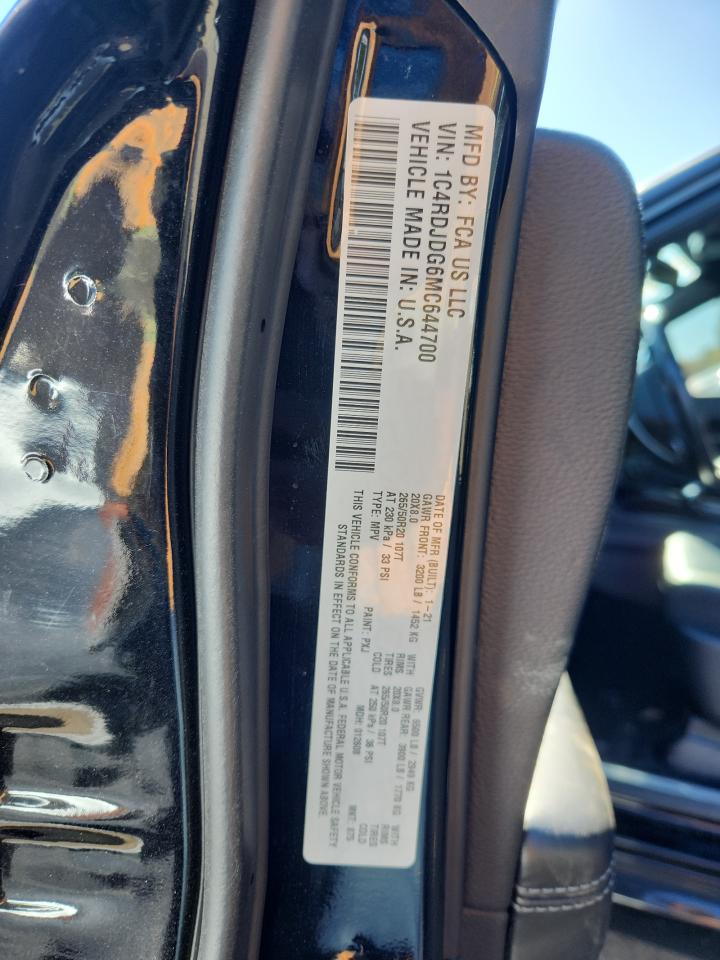 MFD BY: FCA US LLC
VIN: 1C4RDJDG6MC644700
VEHICLE MADE IN: U.S.A.
DATE OF MFR (BUILT): 1-21 GVWR: 6500 LB / 2949 KG
GAWR FRONT: 3200 LB / 1452 KG WITH GAWR REAR: 3900 LB / 1770 KG WITH
20X8.0 RIMS 20X8.0 RIMS
265/50R20 107T TIRES 265/50R20 107T TIRES
AT 230 kPa / 33 PSI COLD AT 250 kPa / 36 PSI COLD
TYPE: MPV PAINT: PXJ MDH: 012608 MKT: 875
THIS VEHICLE CONFORMS TO ALL APPLICABLE U.S.A. FEDERAL MOTOR VEHICLE SAFETY
STANDARDS IN EFFECT ON THE DATE OF MANUFACTURE SHOWN ABOVE.